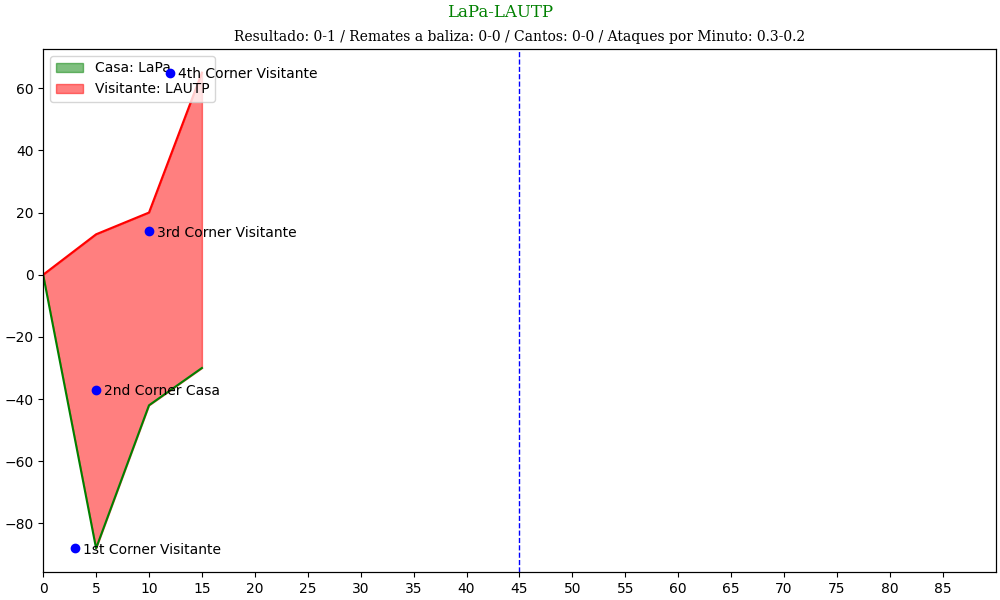 LaPa-LAUTP
Resultado: 0-1 / Remates a baliza: 0-0 / Cantos: 0-0 / Ataques por Minuto: 0.3-0.2
Casa: LaPa
Visitante: LAUTP
4th Corner Visitante
3rd Corner Visitante
2nd Corner Casa
1st Corner Visitante
60
40
20
0
−20
−40
−60
−80
0 5 10 15 20 25 30 35 40 45 50 55 60 65 70 75 80 85